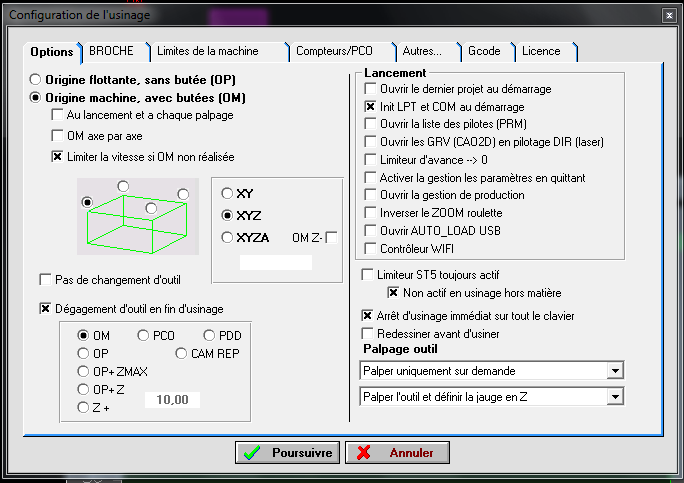 Configuration de l'usinage
Options
BROCHE
Limites de la machine
Compteurs/PCO
Autres...
Gcode
Licence
Origine flottante, sans butée (OP)
Origine machine, avec butées (OM)
Au lancement et a chaque palpage
OM axe par axe
Limiter la vitesse si OM non réalisée
XY
XYZ
XYZA
OM Z-
Pas de changement d'outil
Dégagement d'outil en fin d'usinage
OM
PCO
PDD
OP
CAM REP
OP+ ZMAX
OP+ Z
Z +
10,00
Lancement
Ouvrir le dernier projet au démarrage
Init LPT et COM au démarrage
Ouvrir la liste des pilotes (PRM)
Ouvrir les GRV (CAO2D) en pilotage DIR (laser)
Limiteur d'avance --> 0
Activer la gestion les paramètres en quittant
Ouvrir la gestion de production
Inverser le ZOOM roulette
Ouvrir AUTO_LOAD USB
Contrôleur WIFI
Limiteur ST5 toujours actif
Non actif en usinage hors matière
Arrêt d'usinage immédiat sur tout le clavier
Redessiner avant d'usiner
Palpage outil
Palper uniquement sur demande
Palper l'outil et définir la jauge en Z
Poursuivre
Annuler